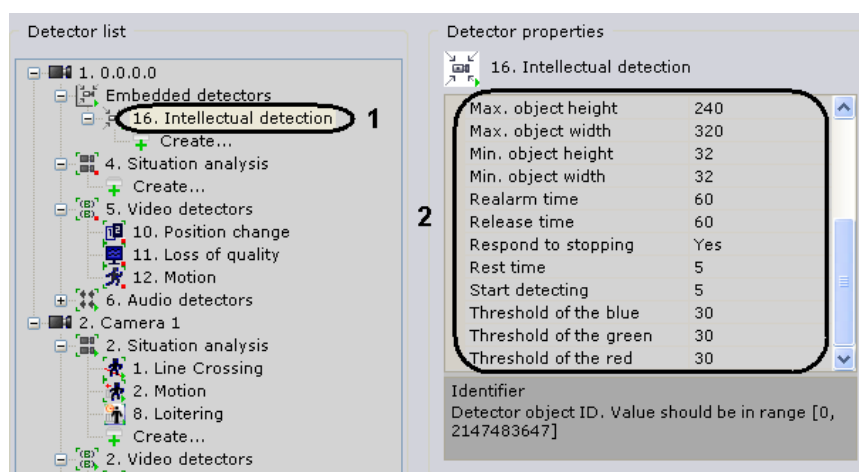 Detector list
1. 0.0.0.0
Embedded detectors
16. Intellectual detection
1
Create...
4. Situation analysis
Create...
5. Video detectors
10. Position change
11. Loss of quality
12. Motion
6. Audio detectors
2. Camera 1
2. Situation analysis
1. Line Crossing
2. Motion
8. Loitering
Create...
2. Video detectors
Detector properties
16. Intellectual detection
2
Max. object height 240
Max. object width 320
Min. object height 32
Min. object width 32
Realarm time 60
Release time 60
Respond to stopping Yes
Rest time 5
Start detecting 5
Threshold of the blue 30
Threshold of the green 30
Threshold of the red 30
Identifier
Detector object ID. Value should be in range [0,
2147483647]